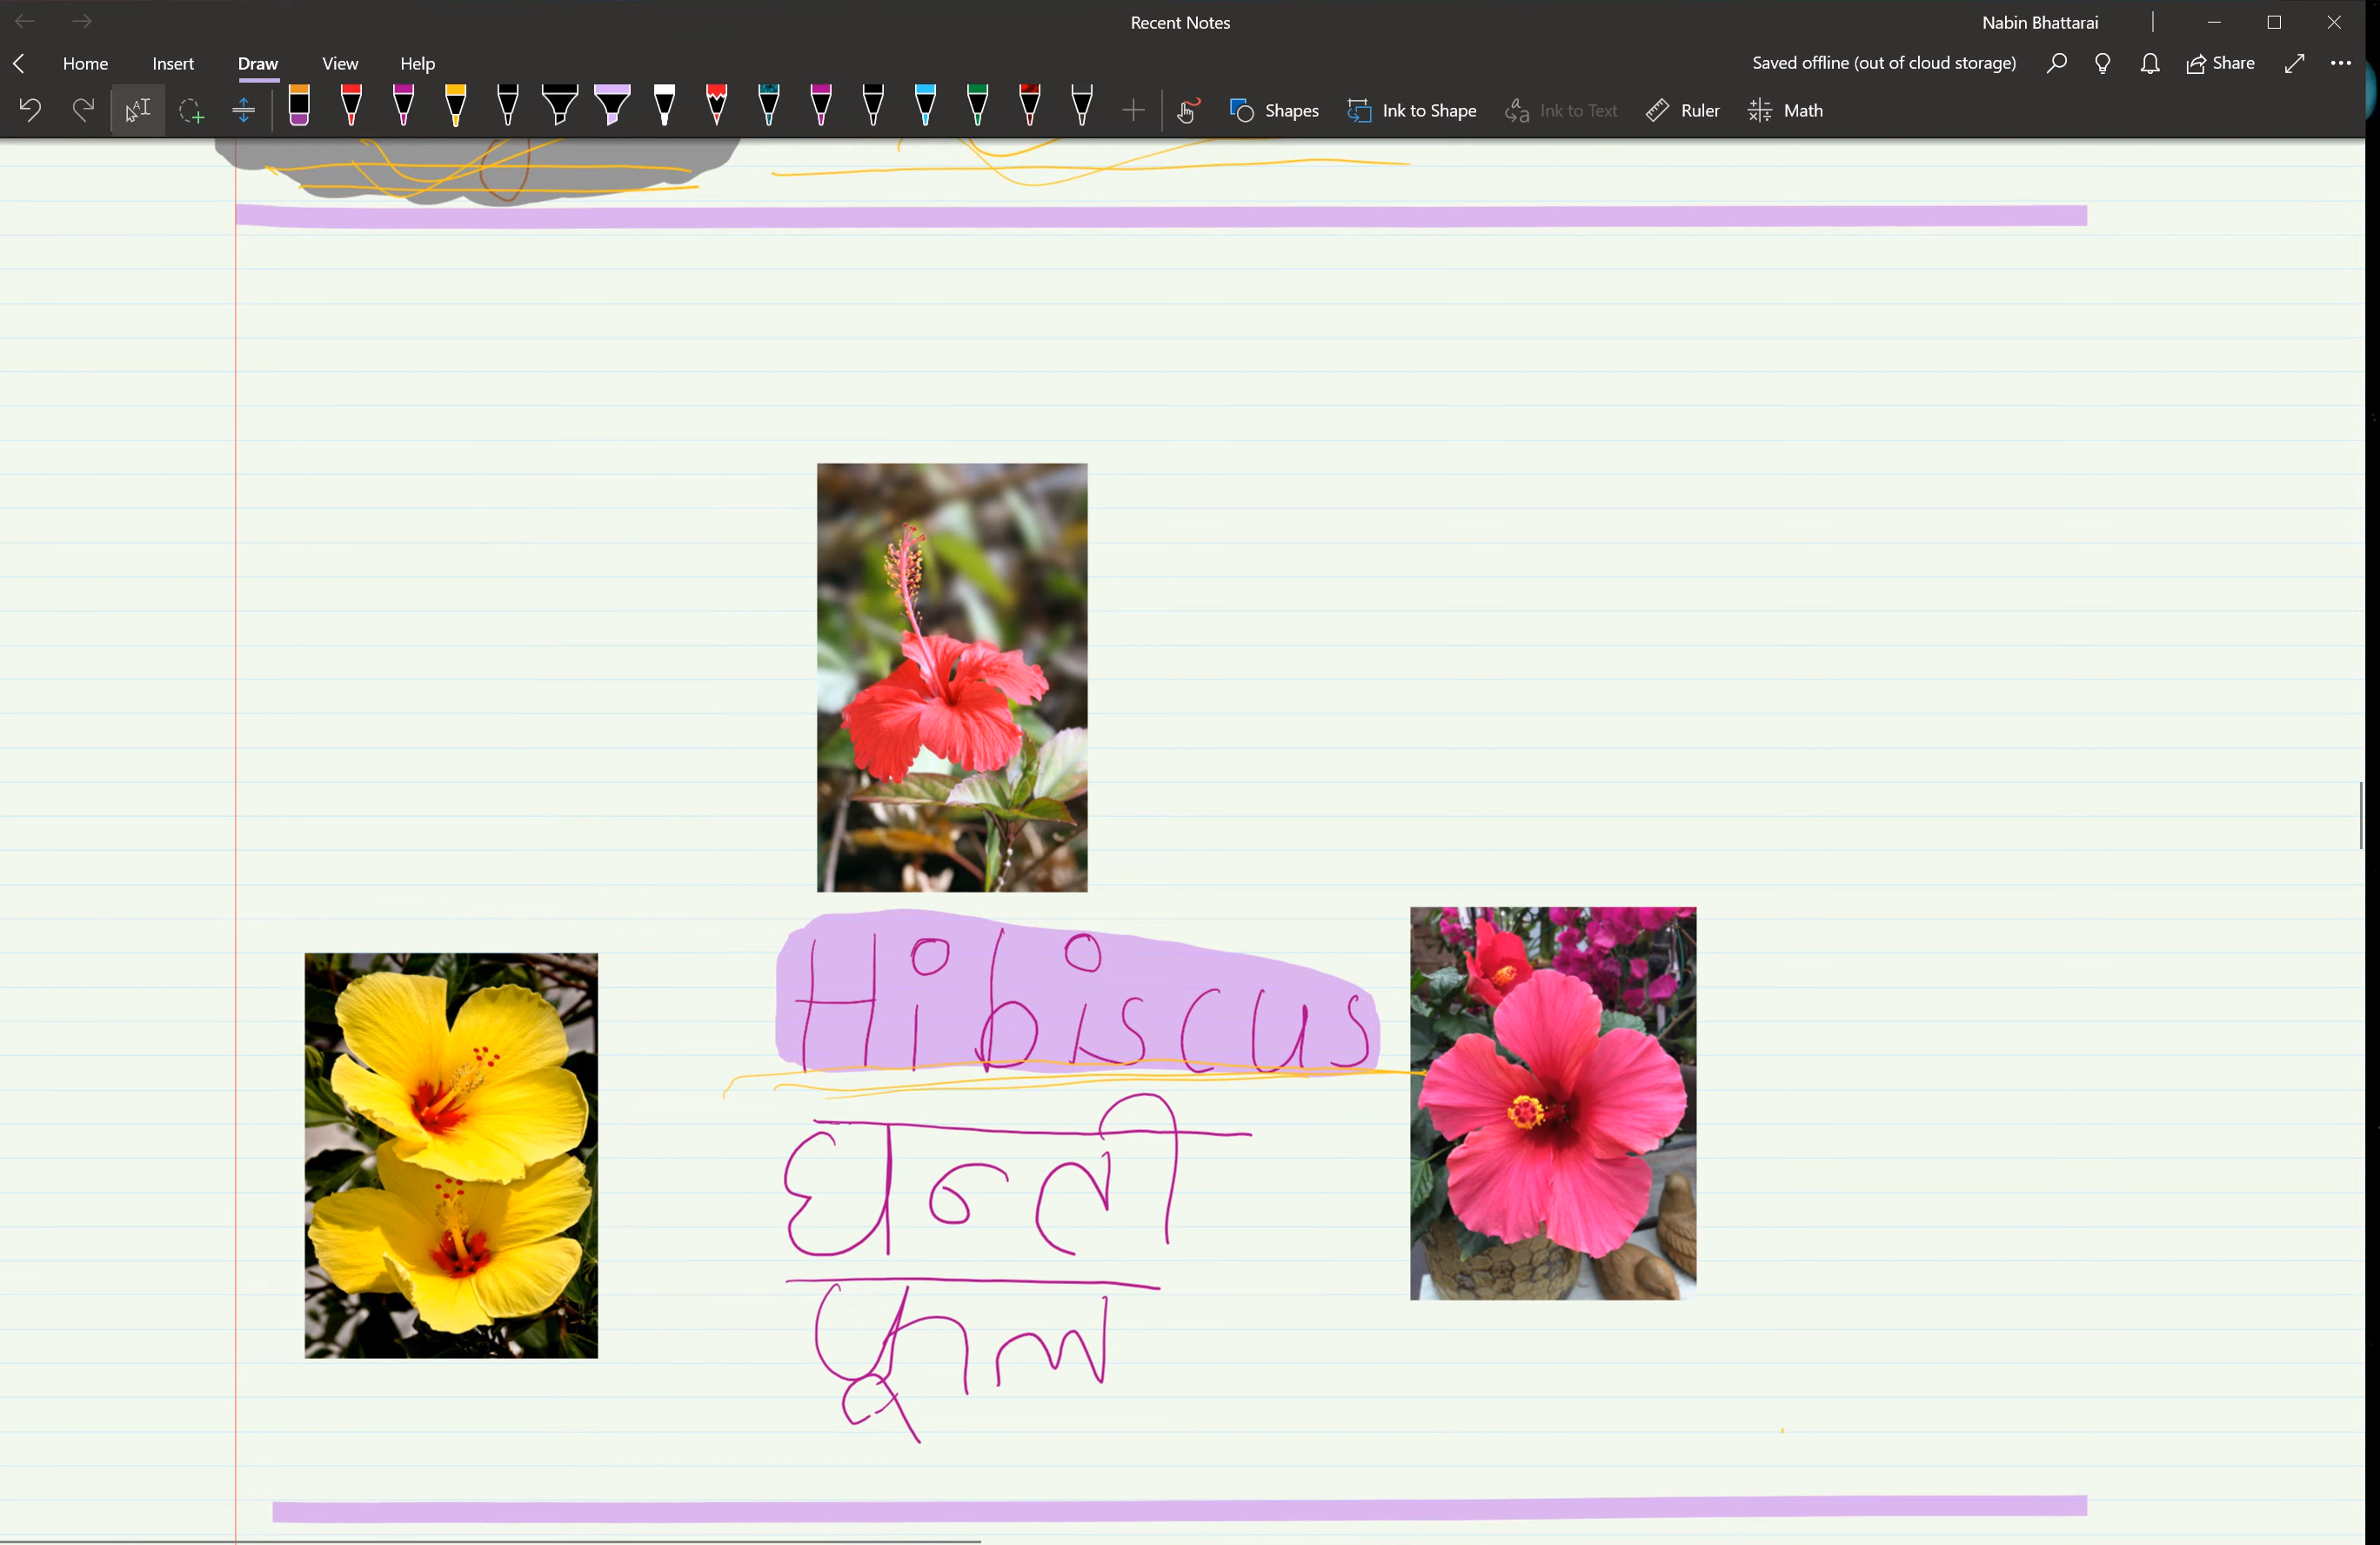 Recent Notes
Nabin Bhattarai
Home Insert Draw View Help
Saved offline (out of cloud storage)
Share
Shapes
Ink to Shape
Ink to Text
Ruler
Math
Hibiscus
घन्ती
फूल